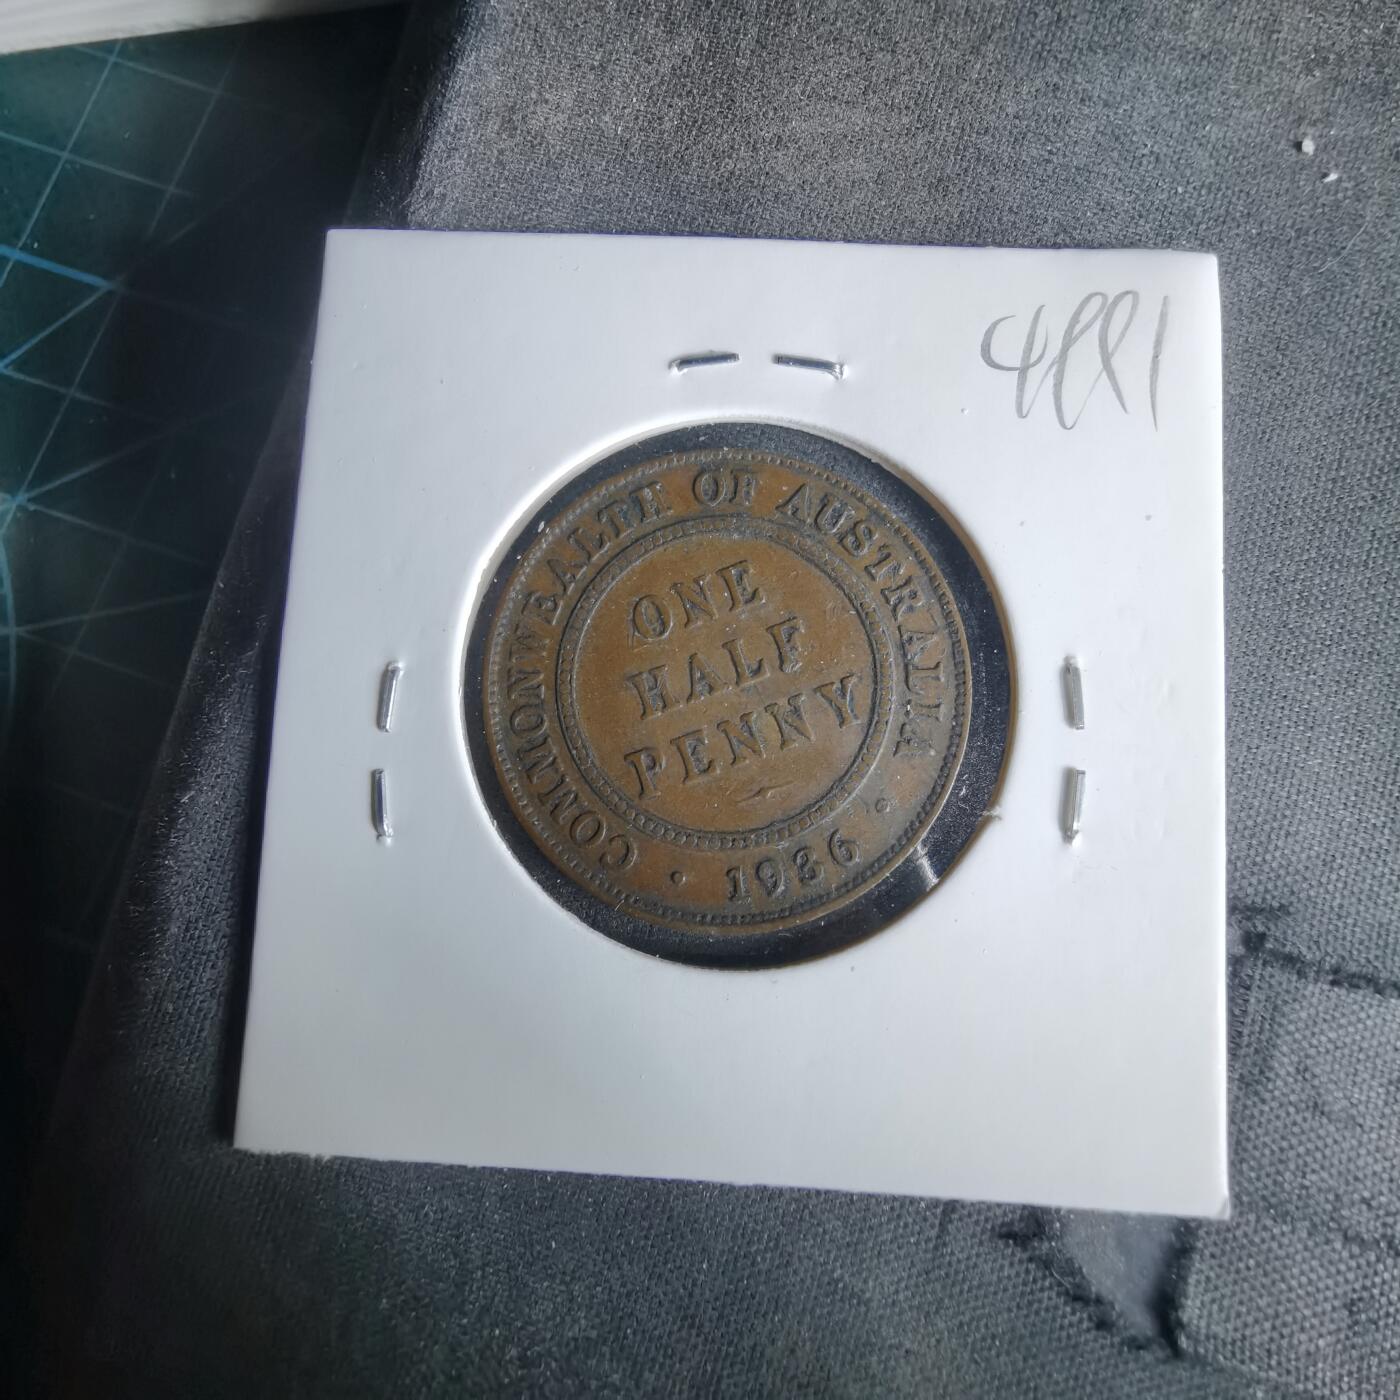 COMMONWEALTH OF AUSTRALIA
ONE
HALF
PENNY
· 1936 ·